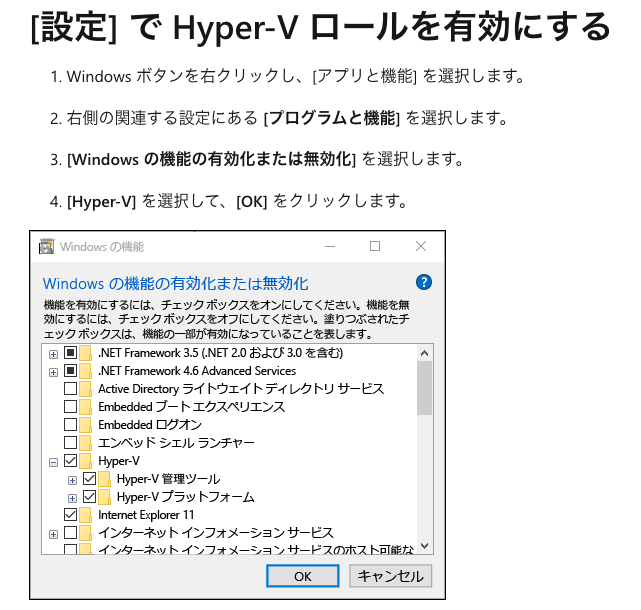 [設定] で Hyper-V ロールを有効にする
1. Windows ボタンを右クリックし、[アプリと機能] を選択します。
2. 右側の関連する設定にある [プログラムと機能] を選択します。
3. [Windows の機能の有効化または無効化] を選択します。
4. [Hyper-V] を選択して、[OK] をクリックします。
Windows の機能
Windows の機能の有効化または無効化
機能を有効にするには、チェック ボックスをオンにしてください。機能を無
効にするには、チェック ボックスをオフにしてください。塗りつぶされたチ
ェック ボックスは、機能の一部が有効になっていることを表します。
.NET Framework 3.5 (.NET 2.0 および 3.0 を含む)
.NET Framework 4.6 Advanced Services
Active Directory ライトウェイト ディレクトリ サービス
Embedded ブート エクスペリエンス
Embedded ログオン
エンベッド シェル ランチャー
Hyper-V
Hyper-V 管理ツール
Hyper-V プラットフォーム
Internet Explorer 11
インターネット インフォメーション サービス
インターネット インフォメーション サービスのホスト可能な
OK
キャンセル